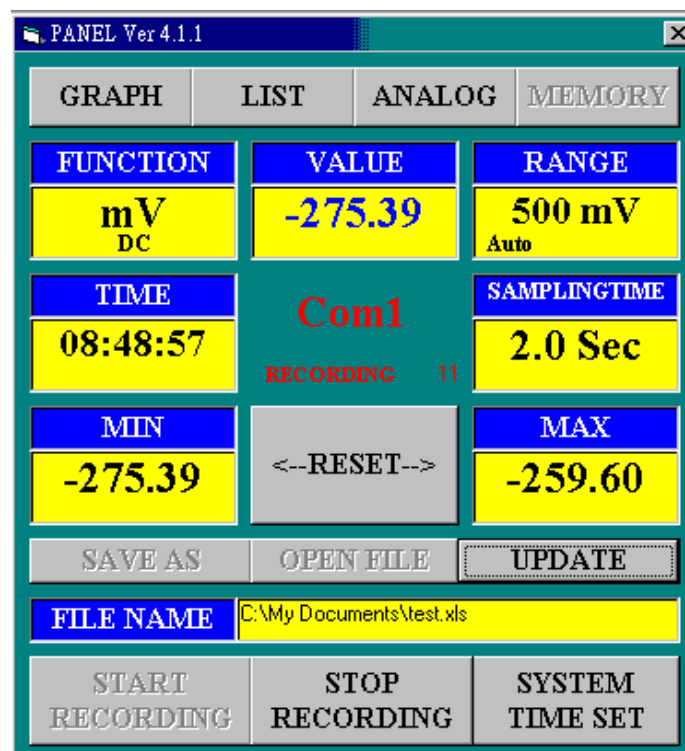 PANEL Ver 4.1.1
GRAPH LIST ANALOG MEMORY
FUNCTION VALUE RANGE
mV -275.39 500 mV
DC Auto
TIME SAMPLINGTIME
08:48:57 Com1 2.0 Sec
RECORDING 11
MIN MAX
-275.39 <--RESET--> -259.60
SAVE AS OPEN FILE UPDATE
FILE NAME C:\My Documents\test.xls
START STOP SYSTEM
RECORDING RECORDING TIME SET